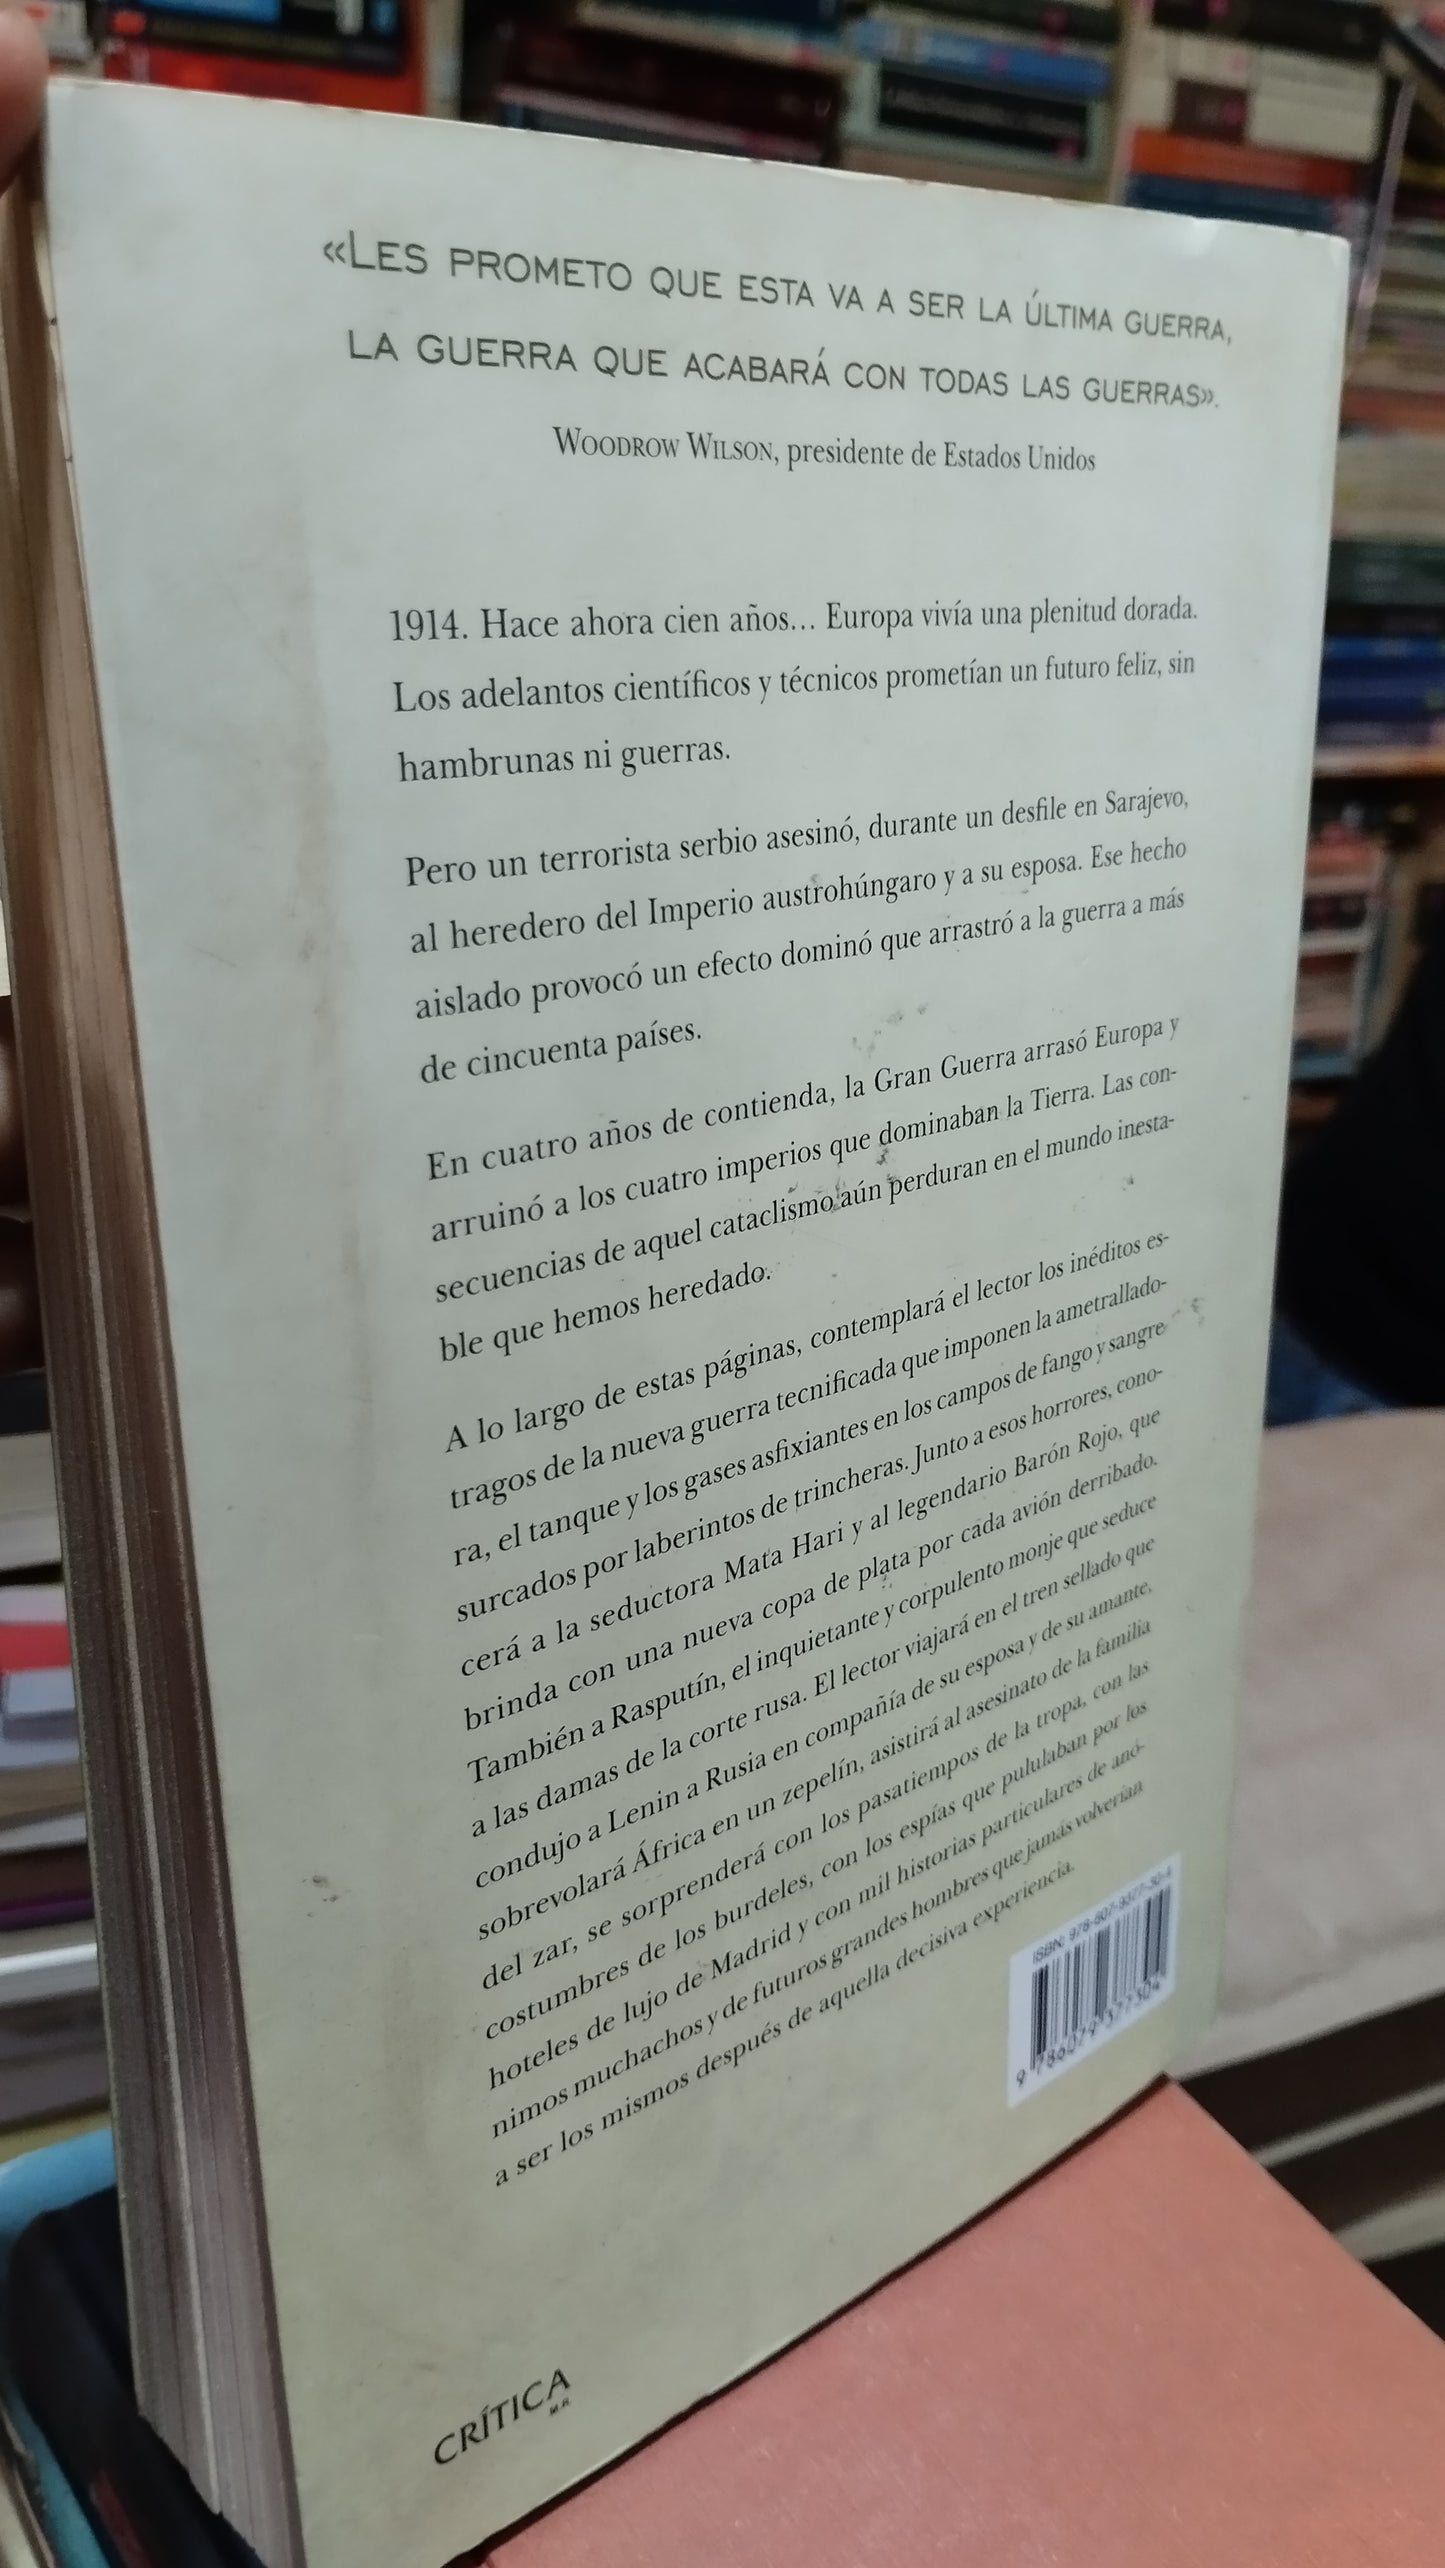 «LES PROMETO QUE ESTA VA A SER LA ÚLTIMA GUERRA,
LA GUERRA QUE ACABARÁ CON TODAS LAS GUERRAS».
WOODROW WILSON, presidente de Estados Unidos
1914. Hace ahora cien años... Europa vivía una plenitud dorada.
Los adelantos científicos y técnicos prometían un futuro feliz, sin
hambrunas ni guerras.
Pero un terrorista serbio asesinó, durante un desfile en Sarajevo,
al heredero del Imperio austrohúngaro y a su esposa. Ese hecho
aislado provocó un efecto dominó que arrastró a la guerra a más
de cincuenta países.
En cuatro años de contienda, la Gran Guerra arrasó Europa y
arruinó a los cuatro imperios que dominaban la Tierra. Las con-
secuencias de aquel cataclismo aún perduran en el mundo inesta-
ble que hemos heredado.
A lo largo de estas páginas, contemplará el lector los inéditos es-
tragos de la nueva guerra tecnificada que imponen la ametrallado-
ra, el tanque y los gases asfixiantes en los campos de fango y sangre
surcados por laberintos de trincheras. Junto a esos horrores, cono-
cerá a la seductora Mata Hari y al legendario Barón Rojo, que
brinda con una nueva copa de plata por cada avión derribado.
También a Rasputín, el inquietante y corpulento monje que seduce
a las damas de la corte rusa. El lector viajará en el tren sellado que
condujo a Lenin a Rusia en compañía de su esposa y de su amante,
sobrevolará África en un zepelín, asistirá al asesinato de la familia
del zar, se sorprenderá con los pasatiempos de la tropa, con las
costumbres de los burdeles, con los espías que pululaban por los
hoteles de lujo de Madrid y con mil historias particulares de anó-
nimos muchachos y de futuros grandes hombres que jamás volverían
a ser los mismos después de aquella decisiva experiencia.
ISBN: 978-607-9377-30-4
9 786079 377304
CRÍTICA
M.R.